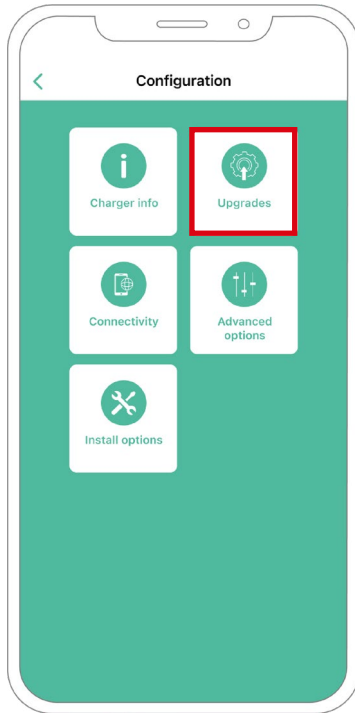 Configuration
Charger info
Upgrades
Connectivity
Advanced
options
Install options